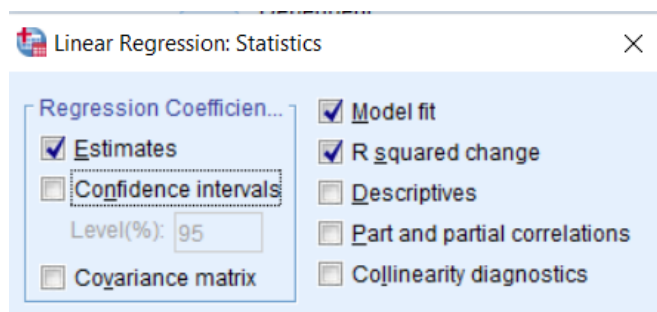 Linear Regression: Statistics
Regression Coefficien...
Estimates
Confidence intervals
Level(%): 95
Covariance matrix
Model fit
R squared change
Descriptives
Part and partial correlations
Collinearity diagnostics